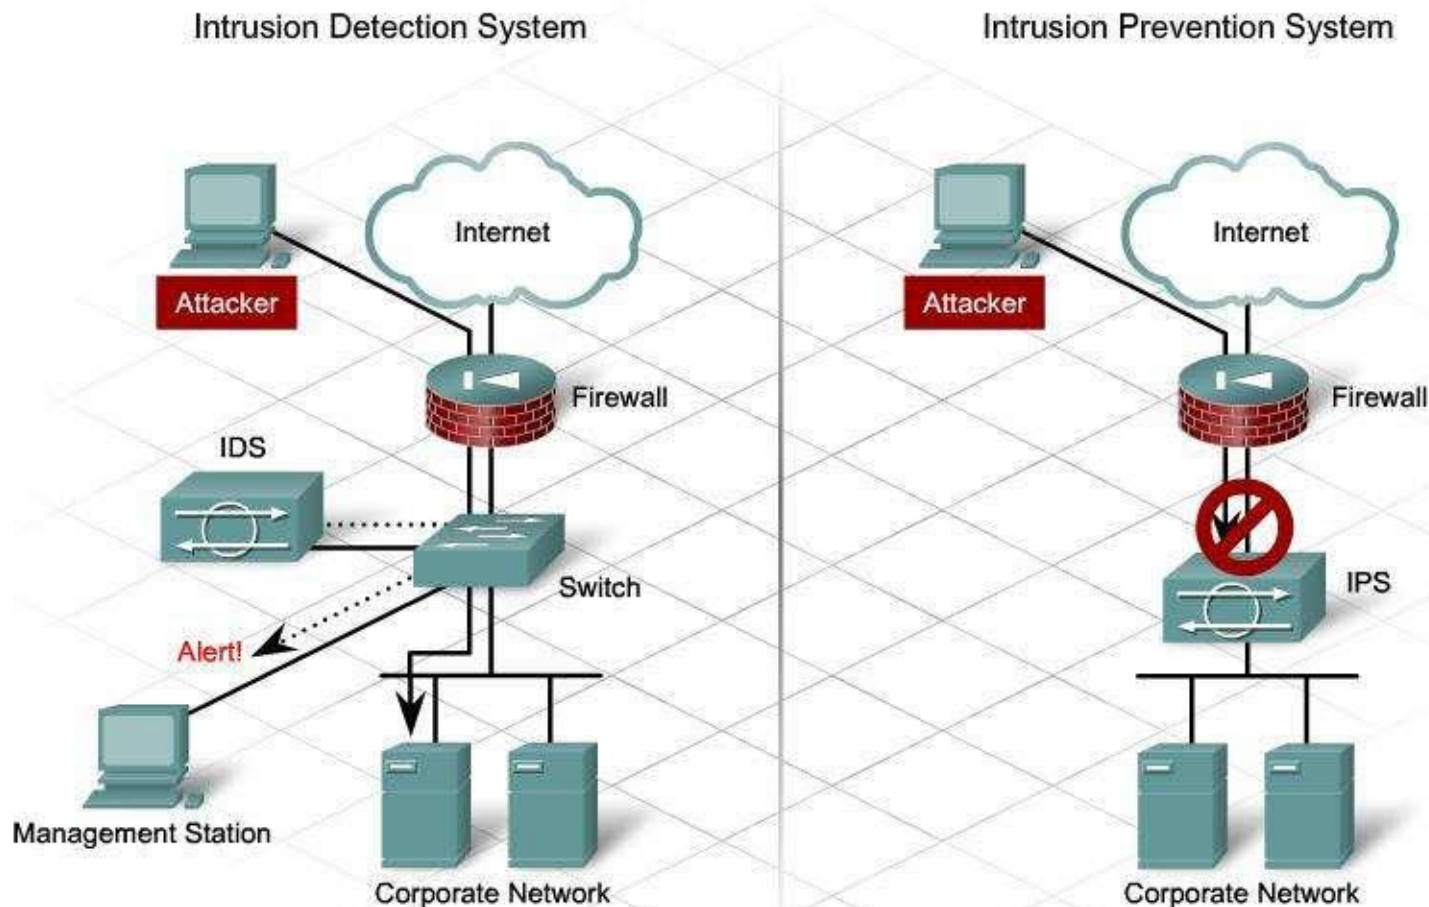 Intrusion Detection System
Intrusion Prevention System
Internet
Attacker
Firewall
IDS
Switch
Alert!
Management Station
Corporate Network
Internet
Attacker
Firewall
IPS
Corporate Network